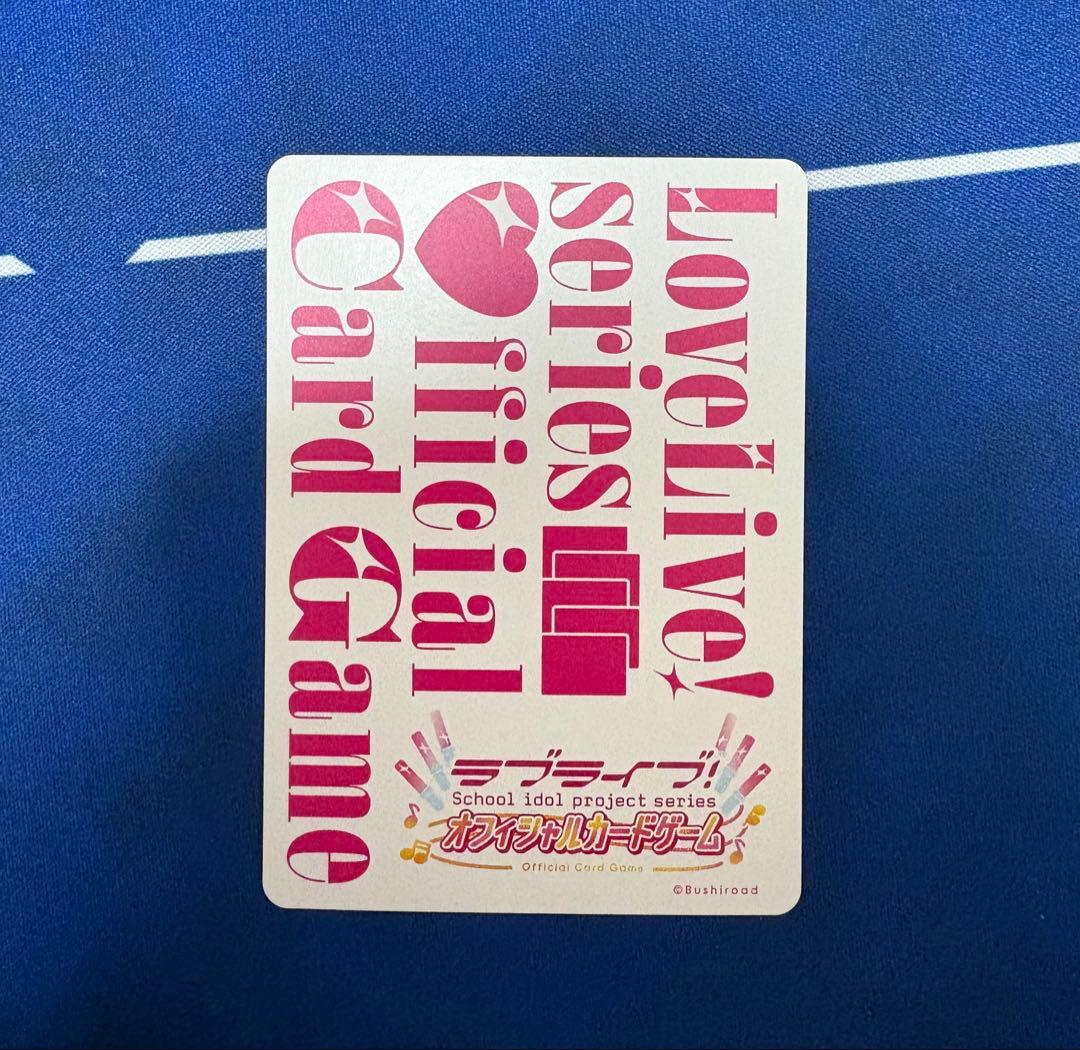 LoveLive!
series
♥fficial
Card Game
ラブライブ!
School idol project series
オフィシャルカードゲーム
Official Card Game
©Bushiroad